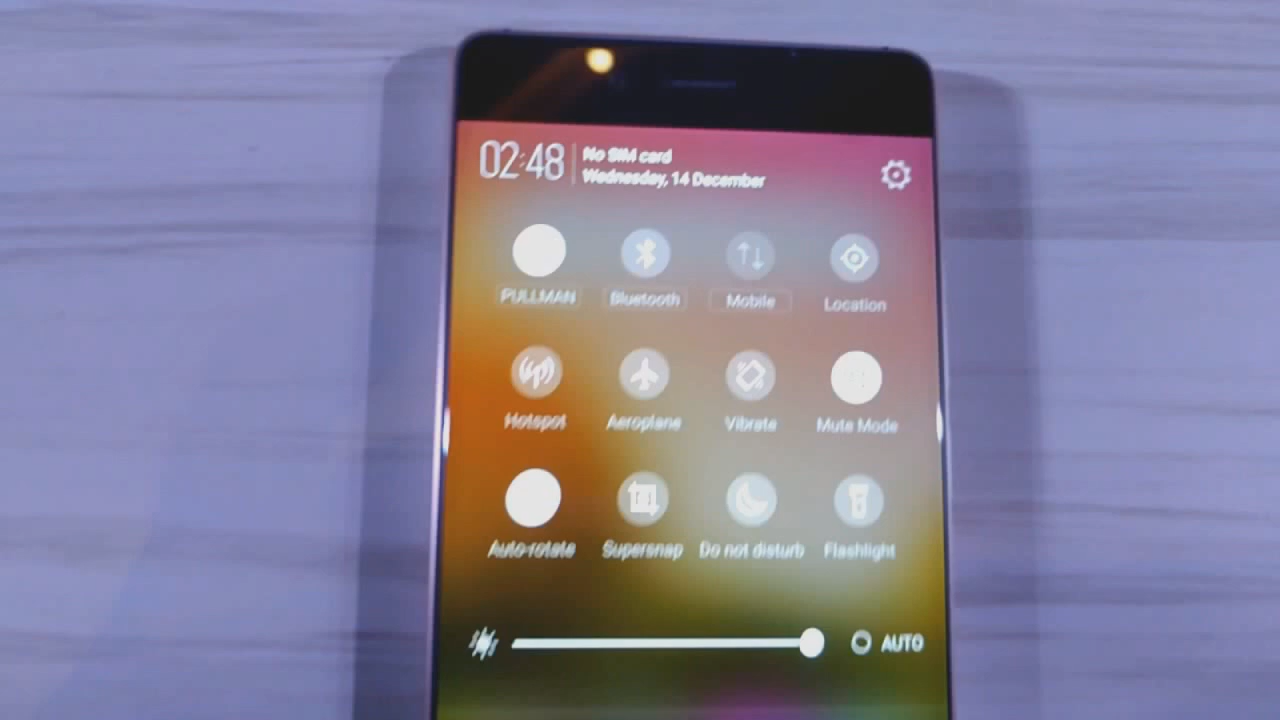 02:48
No SIM card
Wednesday, 14 December
PULLMAN
Bluetooth
Mobile
Location
Hotspot
Aeroplane
Vibrate
Mute Mode
Auto-rotate
Supersnap
Do not disturb
Flashlight
AUTO